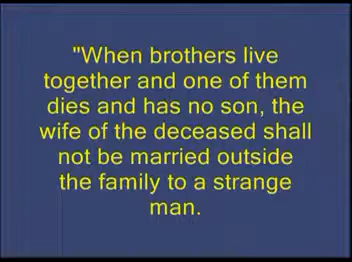 "When brothers live
together and one of them
dies and has no son, the
wife of the deceased shall
not be married outside
the family to a strange
man.